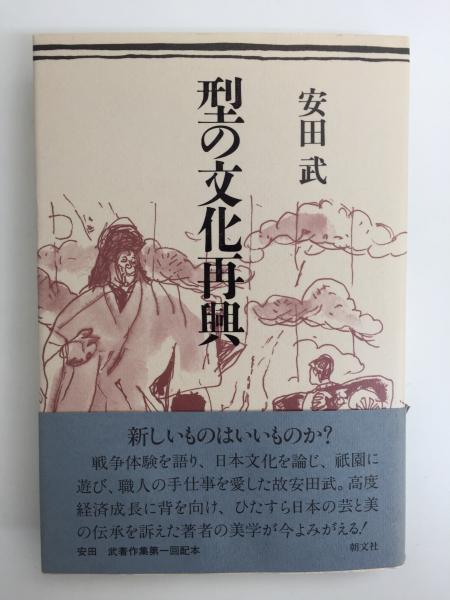 安田 武
型の文化再興
新しいものはいいものか?
戦争体験を語り、日本文化を論じ、祇園に
遊び、職人の手仕事を愛した故安田武。高度
経済成長に背を向け、ひたすら日本の芸と美
の伝承を訴えた著者の美学が今よみがえる!
安田 武著作集第一回配本
朝文社